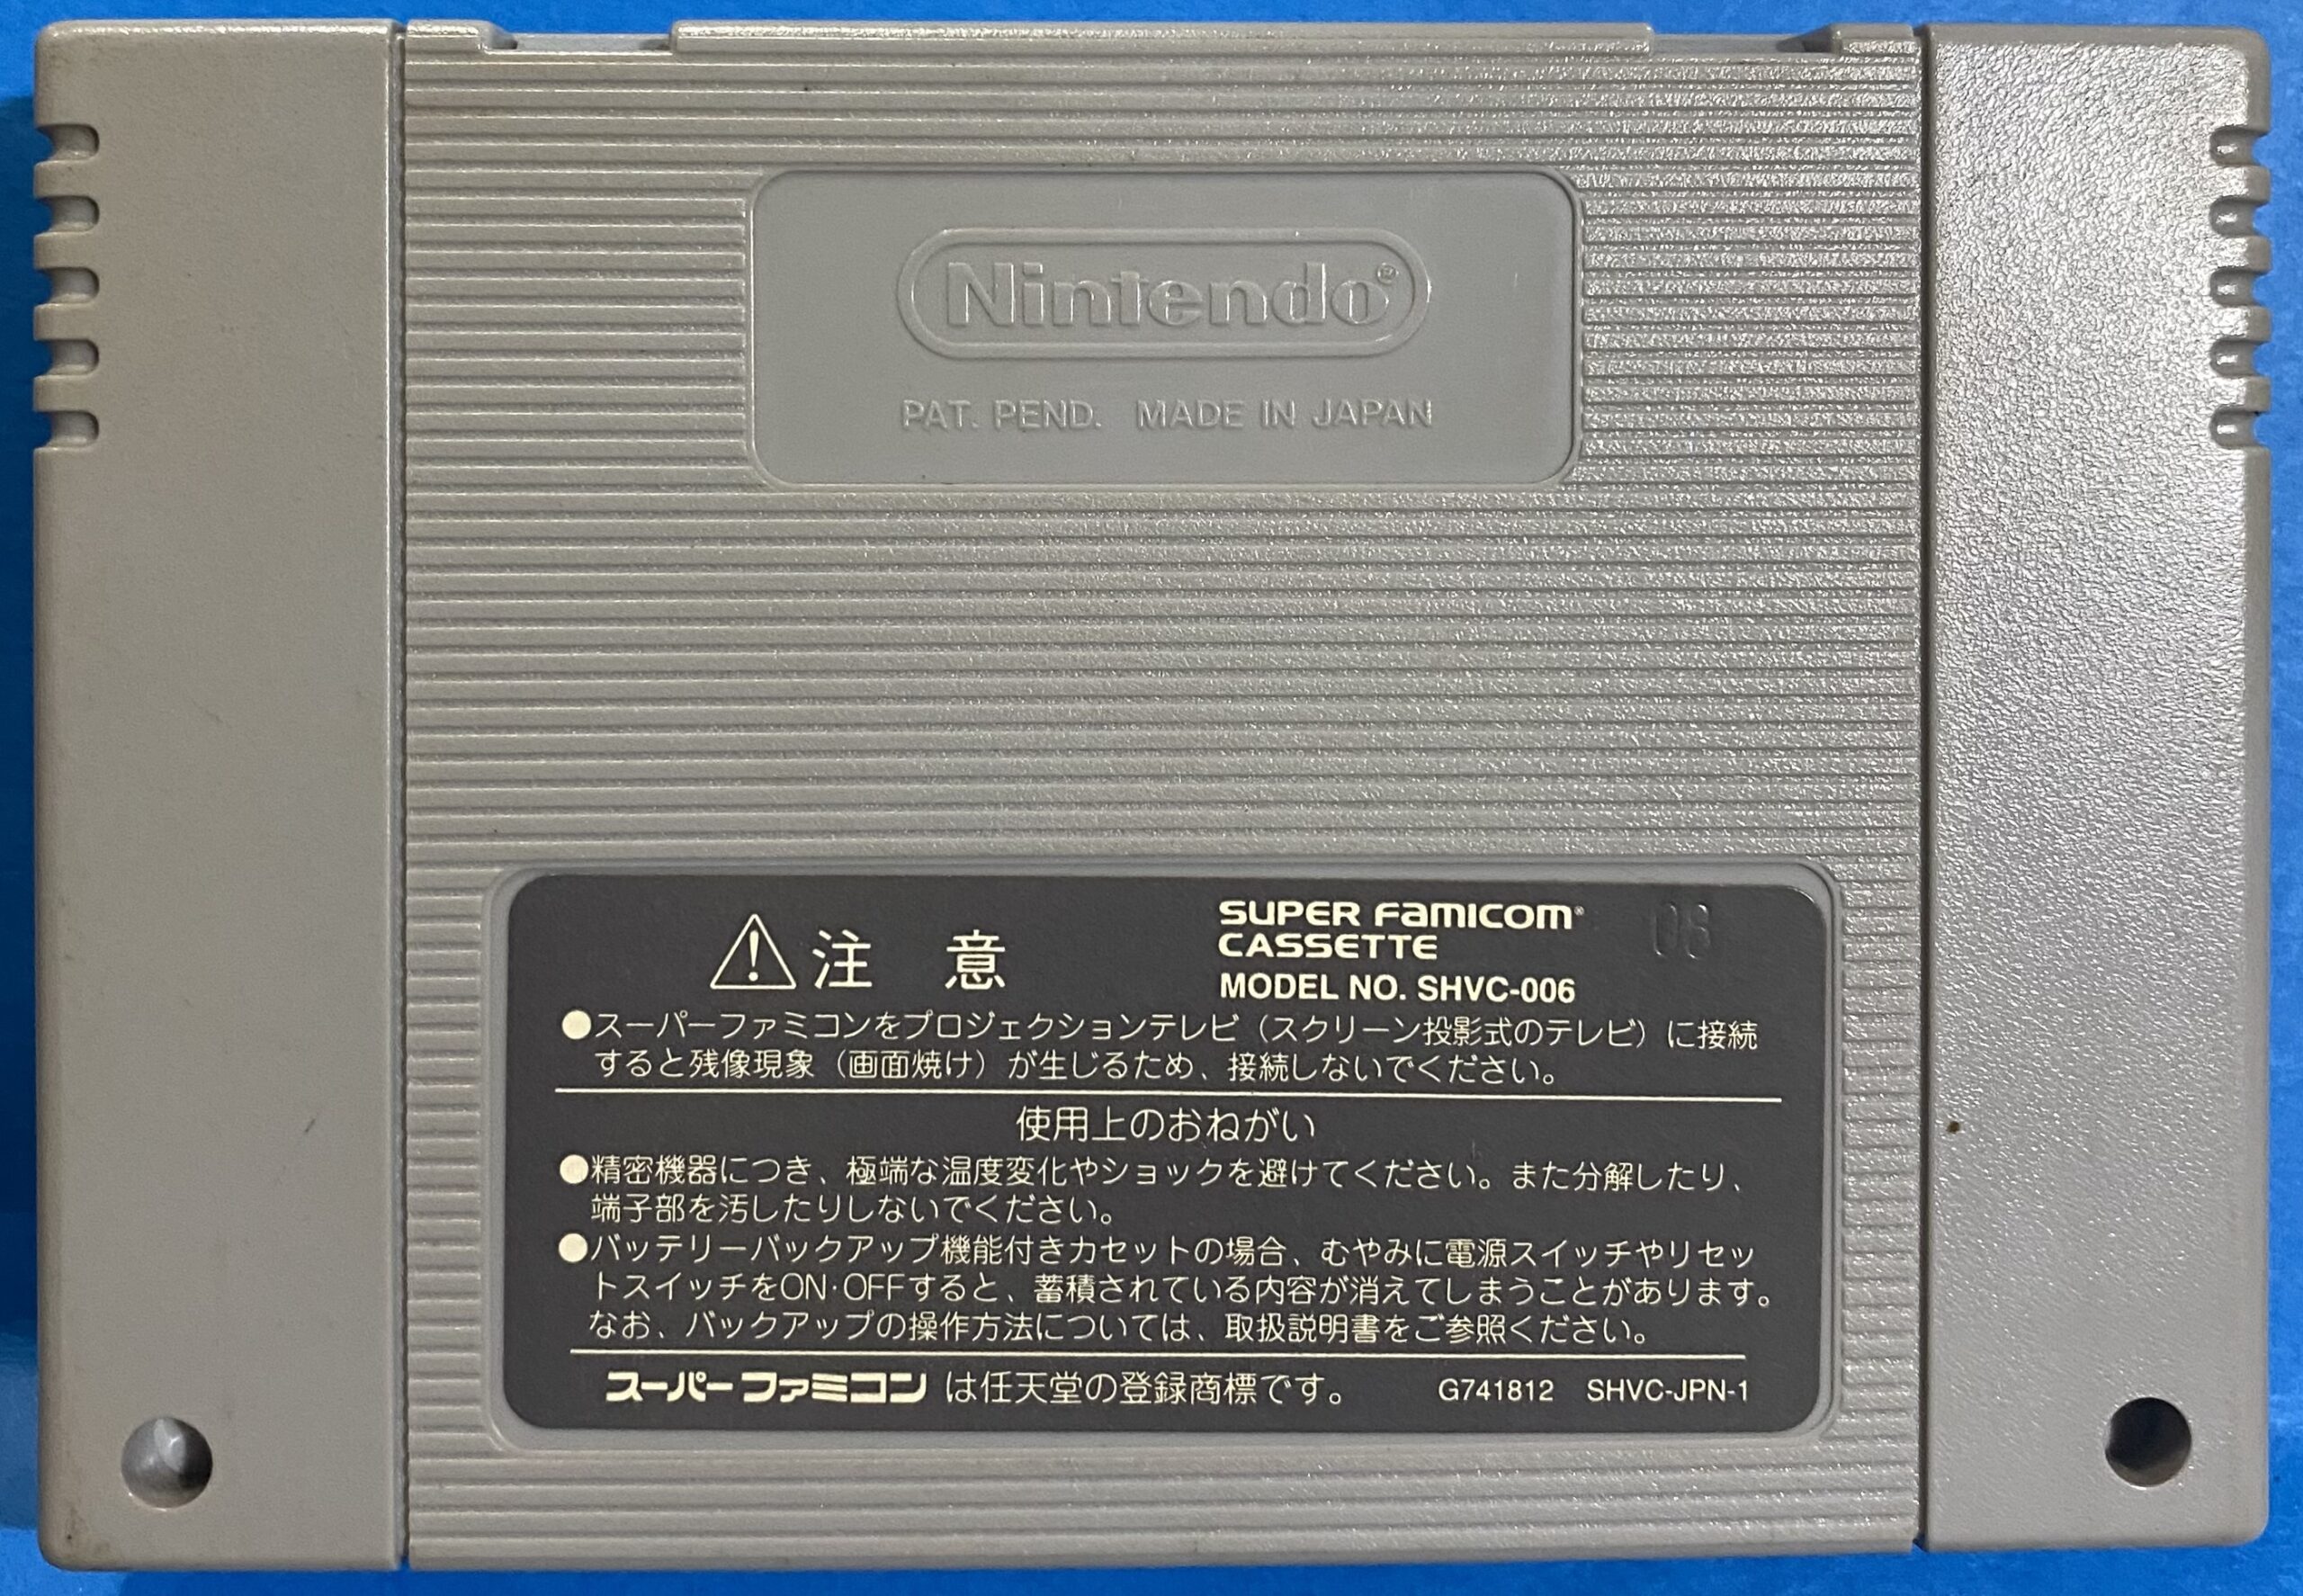 Nintendo®
PAT. PEND. MADE IN JAPAN
⚠注 意
SUPER FAMICOM®
CASSETTE
MODEL NO. SHVC-006
08
●スーパーファミコンをプロジェクションテレビ（スクリーン投影式のテレビ）に接続
すると残像現象（画面焼け）が生じるため、接続しないでください。
使用上のおねがい
●精密機器につき、極端な温度変化やショックを避けてください。また分解したり、
端子部を汚したりしないでください。
●バッテリーバックアップ機能付きカセットの場合、むやみに電源スイッチやリセッ
トスイッチをON·OFFすると、蓄積されている内容が消えてしまうことがあります。
なお、バックアップの操作方法については、取扱説明書をご参照ください。
スーパーファミコン は任天堂の登録商標です。 G741812 SHVC-JPN-1